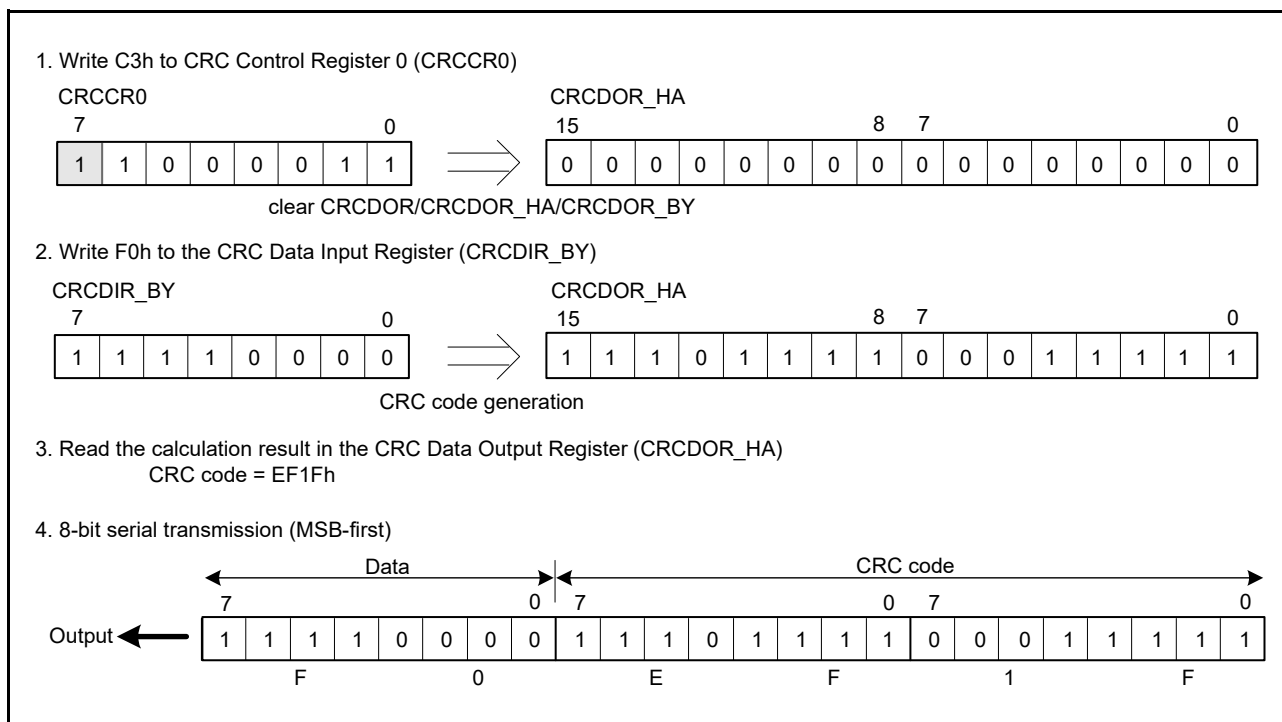 1. Write C3h to CRC Control Register 0 (CRCCR0)
CRCCR0 CRCDOR_HA
7 0 15 8 7 0
1 1 0 0 0 0 1 1 0 0 0 0 0 0 0 0 0 0 0 0 0 0 0 0
clear CRCDOR/CRCDOR_HA/CRCDOR_BY
2. Write F0h to the CRC Data Input Register (CRCDIR_BY)
CRCDIR_BY CRCDOR_HA
7 0 15 8 7 0
1 1 1 1 0 0 0 0 1 1 1 0 1 1 1 1 0 0 0 1 1 1 1 1
CRC code generation
3. Read the calculation result in the CRC Data Output Register (CRCDOR_HA)
CRC code = EF1Fh
4. 8-bit serial transmission (MSB-first)
Data CRC code
7 0 7 0 7 0
Output 1 1 1 1 0 0 0 0 1 1 1 0 1 1 1 1 0 0 0 1 1 1 1 1
F 0 E F 1 F